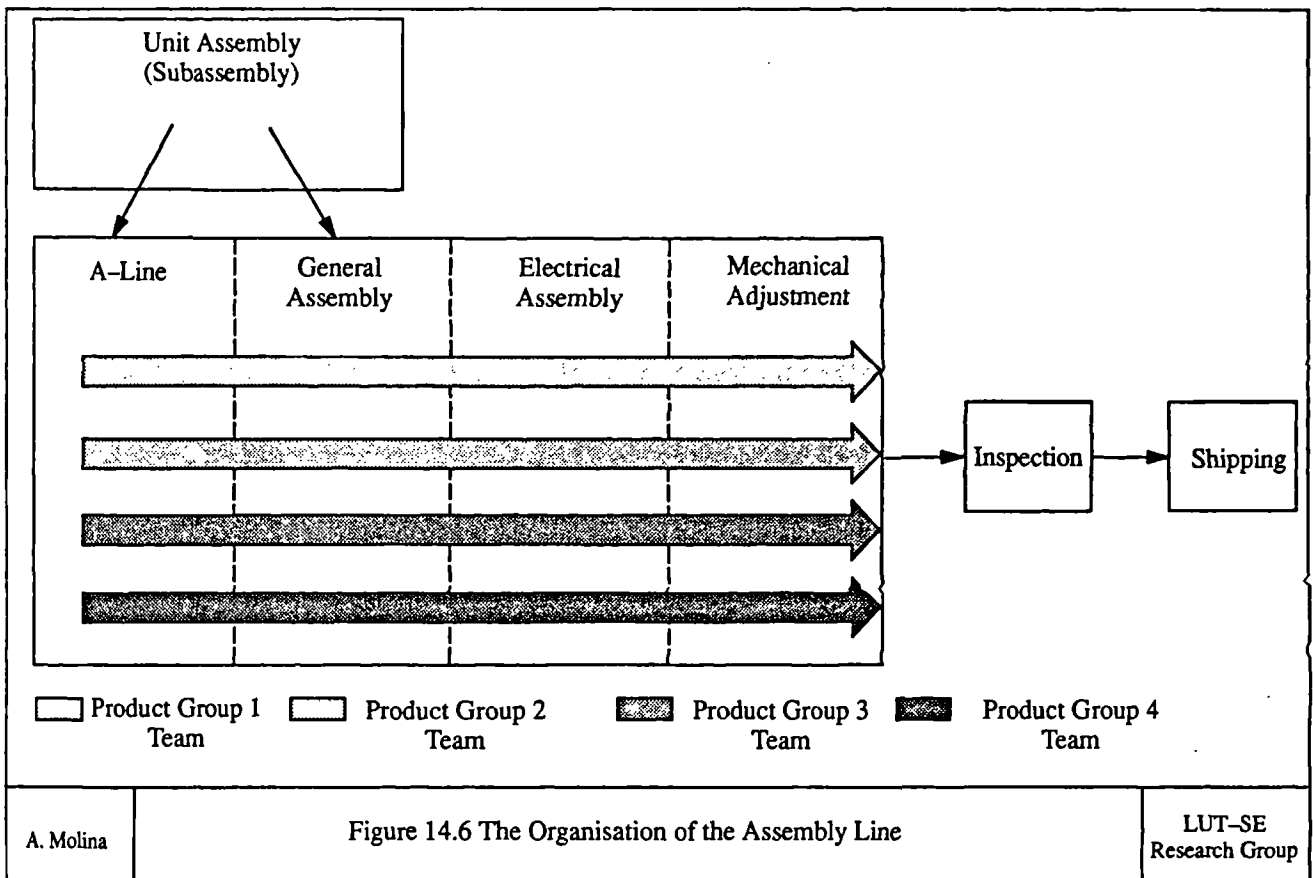 Unit Assembly
(Subassembly)
A–Line
General
Assembly
Electrical
Assembly
Mechanical
Adjustment
Inspection
Shipping
Product Group 1
Team
Product Group 2
Team
Product Group 3
Team
Product Group 4
Team
A. Molina
Figure 14.6 The Organisation of the Assembly Line
LUT–SE
Research Group